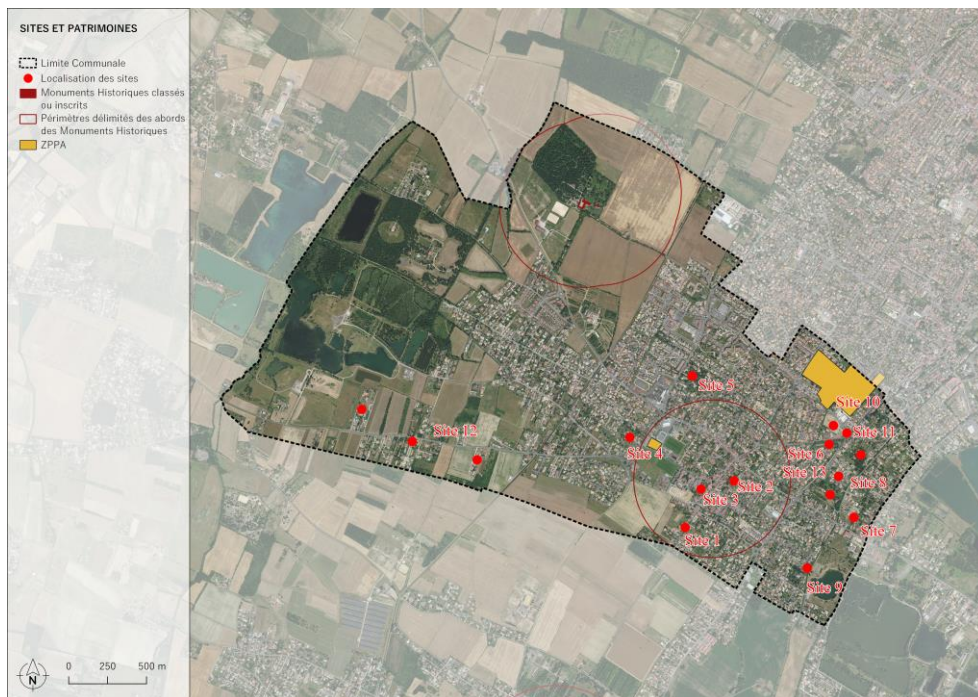 SITES ET PATRIMOINES
Limite Communale
Localisation des sites
Monuments Historiques classés
ou inscrits
Périmètres délimités des abords
des Monuments Historiques
ZPPA
Site 5
Site 10
Site 11
Site 12
Site 4
Site 6
Site 13
Site 8
Site 2
Site 3
Site 7
Site 1
Site 9
N
0 250 500 m